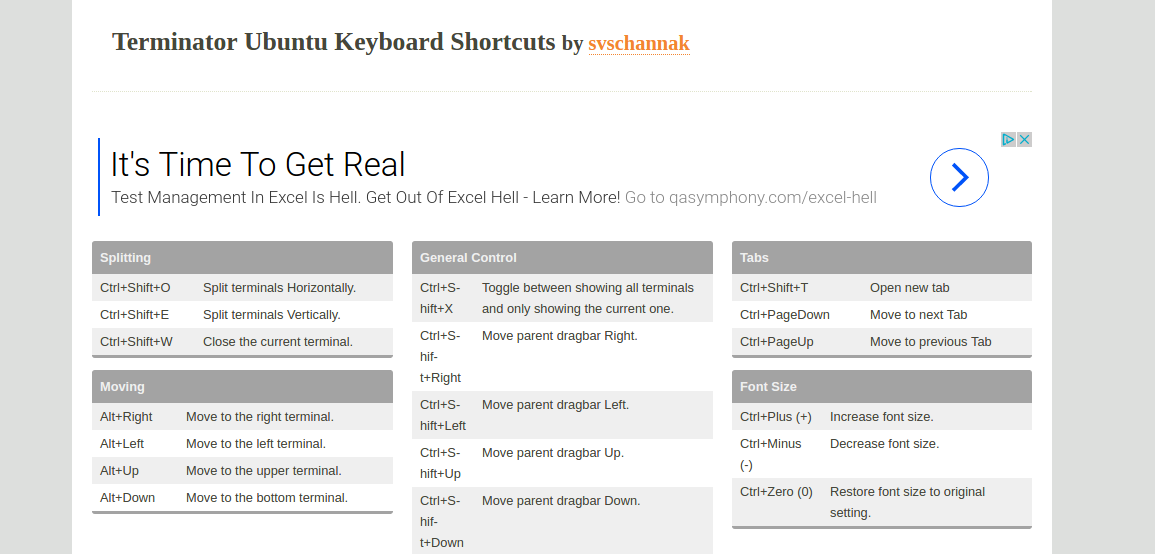 Terminator Ubuntu Keyboard Shortcuts by svschannak
It's Time To Get Real
Test Management In Excel Is Hell. Get Out Of Excel Hell - Learn More! Go to qasymphony.com/excel-hell
Splitting
Ctrl+Shift+O Split terminals Horizontally.
Ctrl+Shift+E Split terminals Vertically.
Ctrl+Shift+W Close the current terminal.
Moving
Alt+Right Move to the right terminal.
Alt+Left Move to the left terminal.
Alt+Up Move to the upper terminal.
Alt+Down Move to the bottom terminal.
General Control
Ctrl+S- Toggle between showing all terminals
hift+X and only showing the current one.
Ctrl+S- Move parent dragbar Right.
hif-
t+Right
Ctrl+S- Move parent dragbar Left.
hift+Left
Ctrl+S- Move parent dragbar Up.
hift+Up
Ctrl+S- Move parent dragbar Down.
hif-
t+Down
Tabs
Ctrl+Shift+T Open new tab
Ctrl+PageDown Move to next Tab
Ctrl+PageUp Move to previous Tab
Font Size
Ctrl+Plus (+) Increase font size.
Ctrl+Minus Decrease font size.
(-)
Ctrl+Zero (0) Restore font size to original
setting.